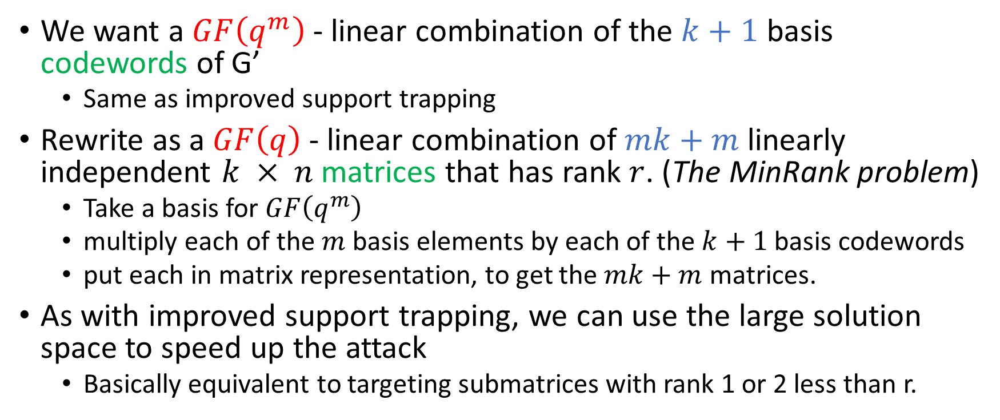 • We want a GF(q^m) - linear combination of the k + 1 basis
codewords of G’
• Same as improved support trapping
• Rewrite as a GF(q) - linear combination of mk + m linearly
independent k × n matrices that has rank r. (The MinRank problem)
• Take a basis for GF(q^m)
• multiply each of the m basis elements by each of the k + 1 basis codewords
• put each in matrix representation, to get the mk + m matrices.
• As with improved support trapping, we can use the large solution
space to speed up the attack
• Basically equivalent to targeting submatrices with rank 1 or 2 less than r.